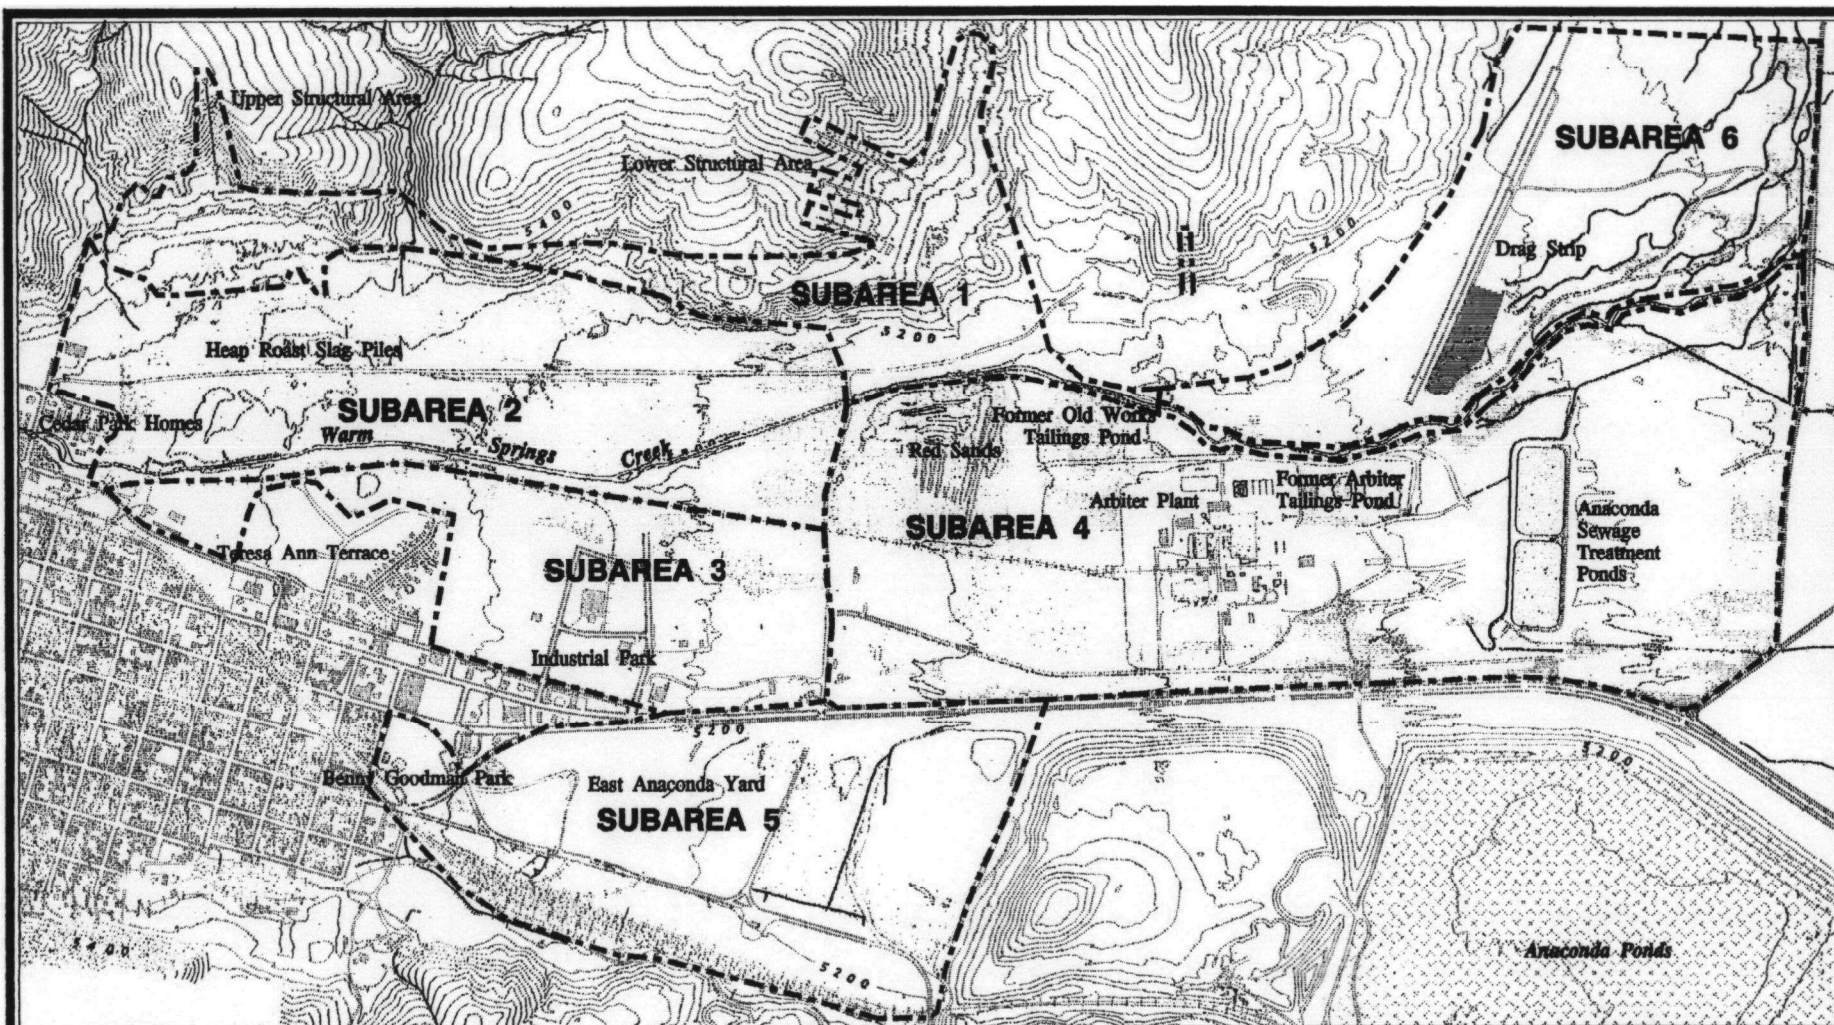 Upper Structural Area
Lower Structural Area
SUBAREA 6
5400
5200
Drag Strip
SUBAREA 1
5200
Heap Roast Slag Piles
SUBAREA 2
Cedar Park Homes
Warm Springs Creek
Former Old Works
Tailings Pond
Red Sands
Arbiter Plant
Former Arbiter
Tailings Pond
SUBAREA 4
Anaconda
Sewage
Treatment
Ponds
Teresa Ann Terrace
SUBAREA 3
Industrial Park
5200
5200
Benny Goodman Park
East Anaconda Yard
SUBAREA 5
5400
5200
Anaconda Ponds